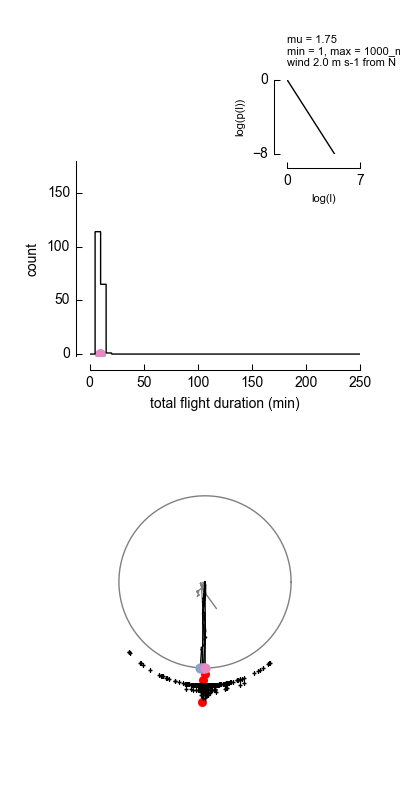 mu = 1.75
min = 1, max = 1000_m
wind 2.0 m s-1 from N
0
−8
log(p(l))
0 7
log(l)
150
100
50
0
count
0 50 100 150 200 250
total flight duration (min)